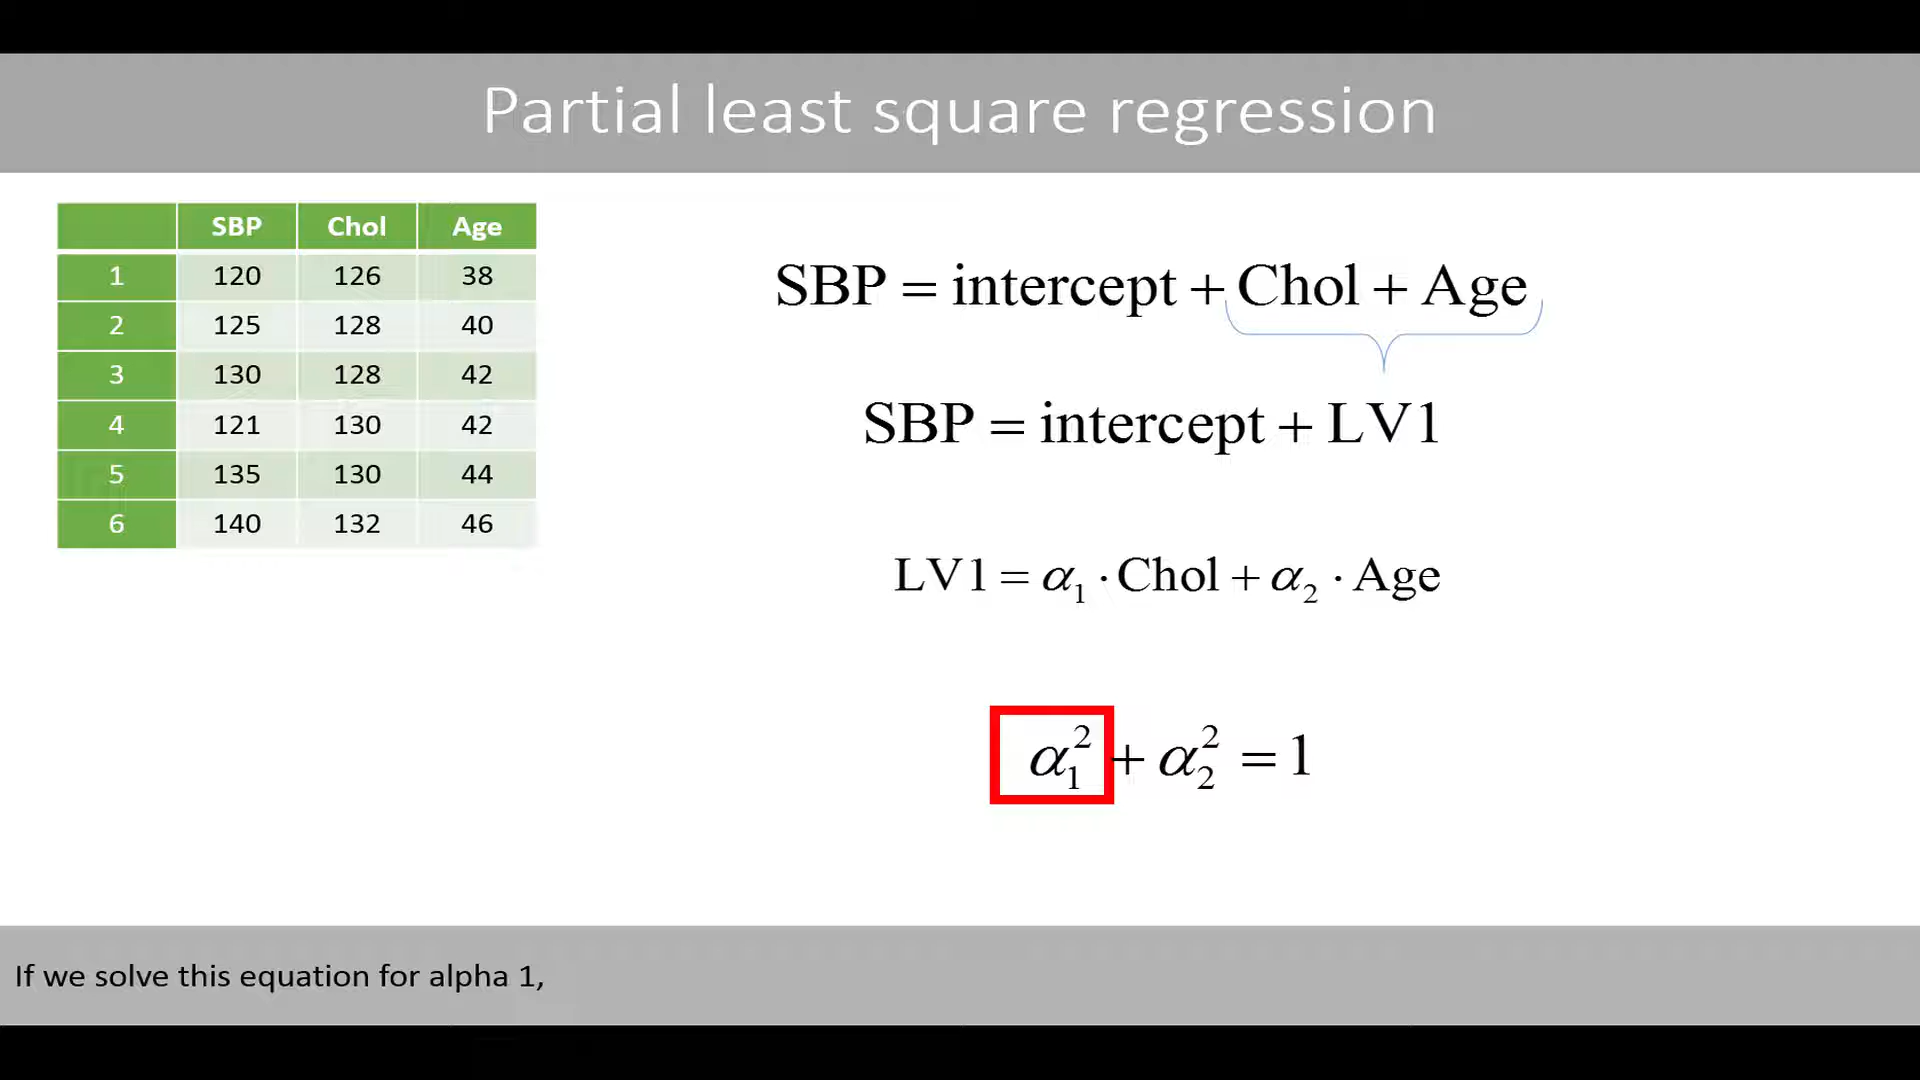 Partial least square regression
SBP Chol Age
1 120 126 38
2 125 128 40
3 130 128 42
4 121 130 42
5 135 130 44
6 140 132 46
SBP = intercept + Chol + Age
SBP = intercept + LV1
LV1 = α₁ · Chol + α₂ · Age
α₁² + α₂² = 1
If we solve this equation for alpha 1,